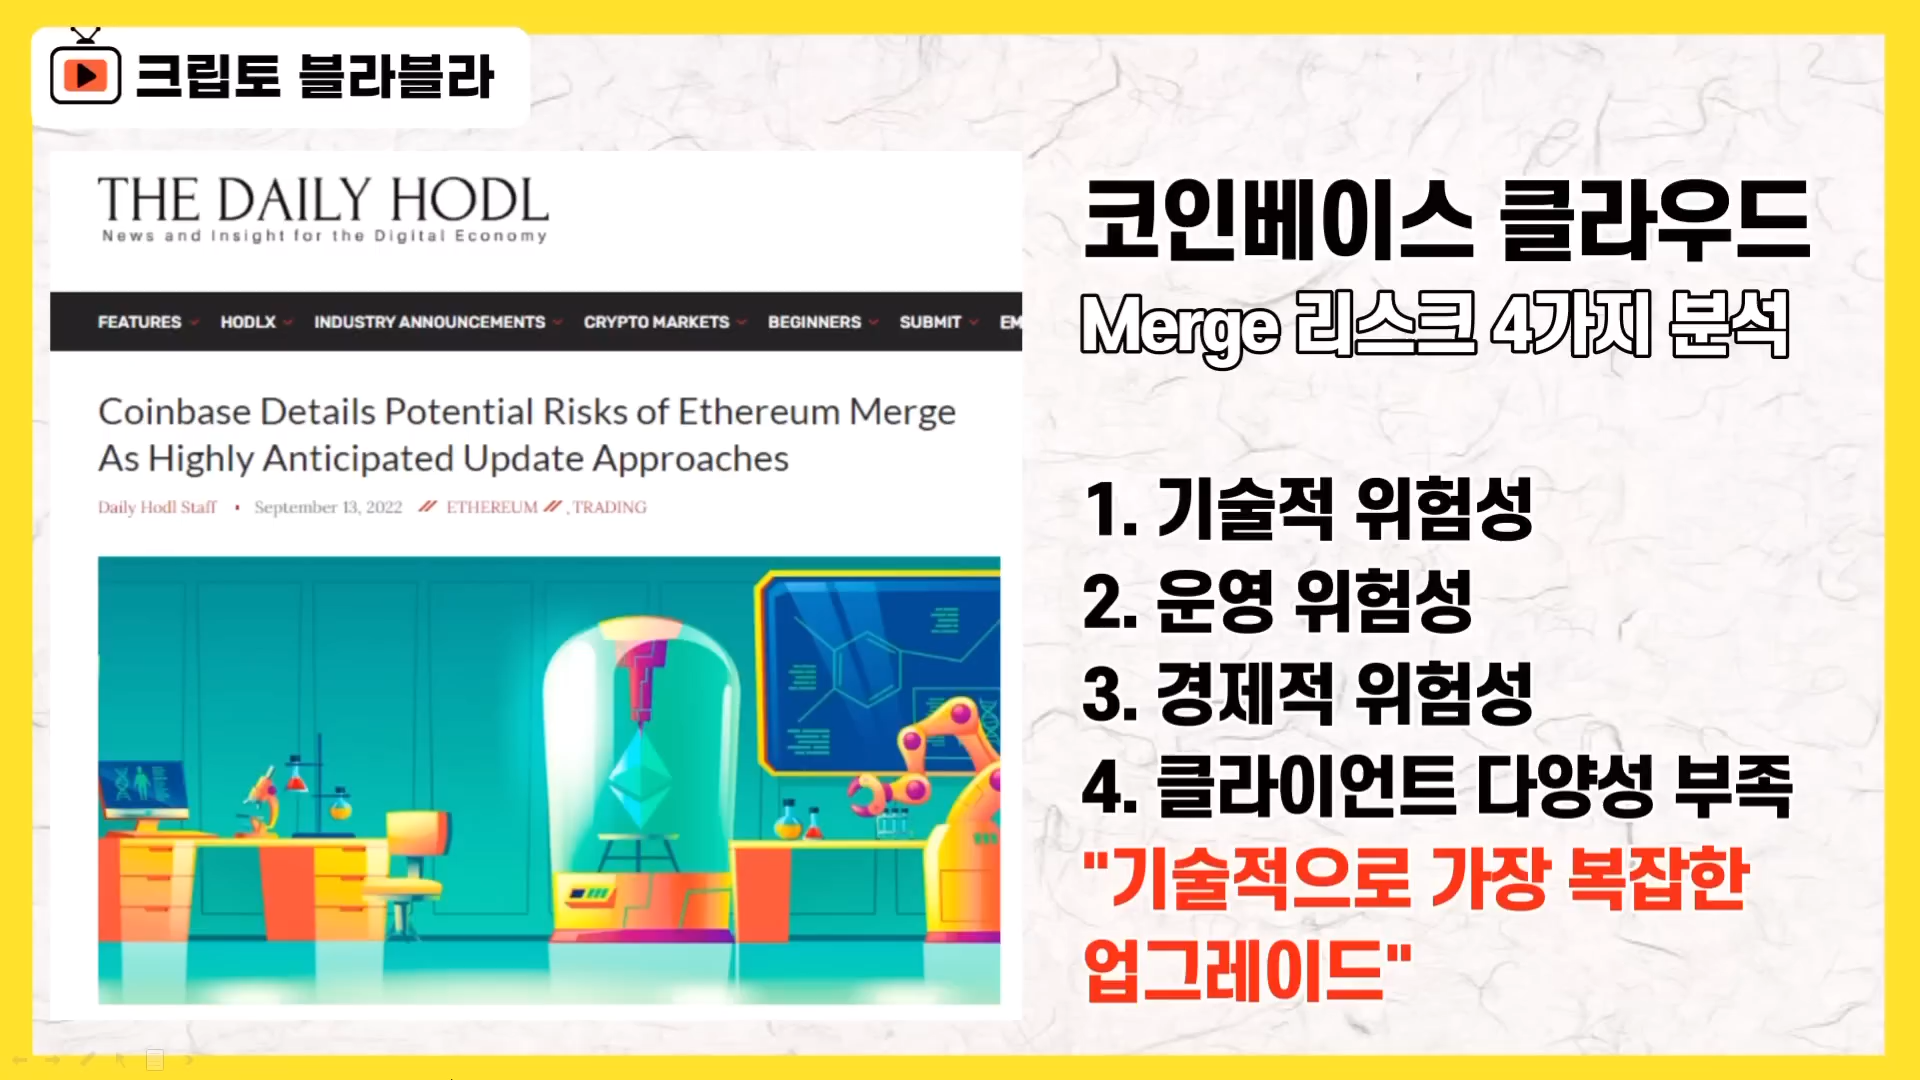 크립토 블라블라
THE DAILY HODL
News and Insight for the Digital Economy
FEATURES HODLX INDUSTRY ANNOUNCEMENTS CRYPTO MARKETS BEGINNERS SUBMIT EM
Coinbase Details Potential Risks of Ethereum Merge
As Highly Anticipated Update Approaches
Daily Hodl Staff • September 13, 2022 // ETHEREUM // , TRADING
코인베이스 클라우드
Merge 리스크 4가지 분석
1. 기술적 위험성
2. 운영 위험성
3. 경제적 위험성
4. 클라이언트 다양성 부족
"기술적으로 가장 복잡한
업그레이드"